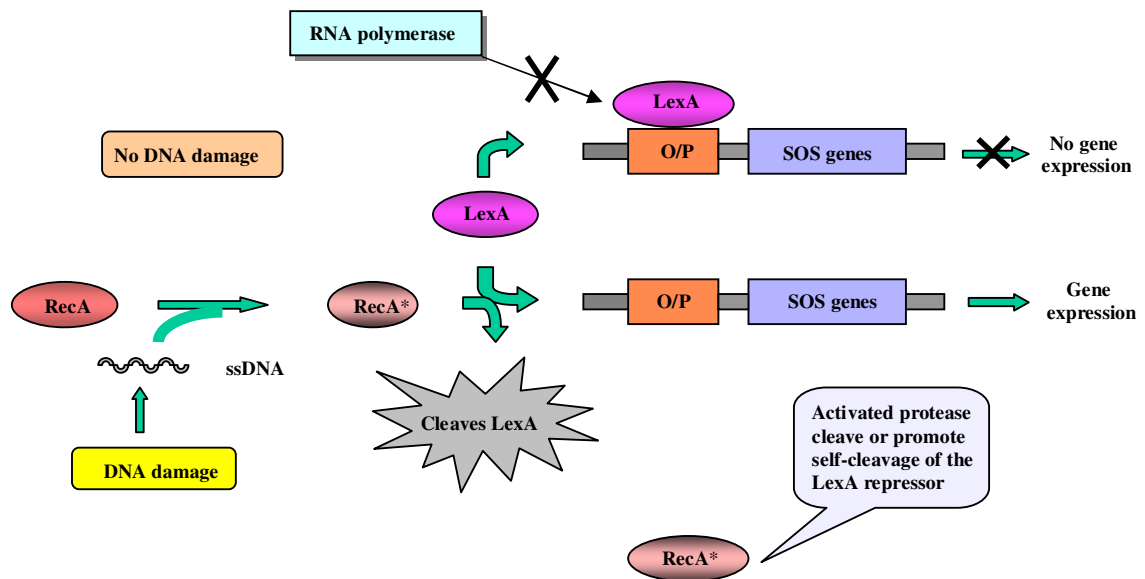 RNA polymerase
LexA
No DNA damage
O/P
SOS genes
No gene
expression
LexA
RecA
RecA*
O/P
SOS genes
Gene
expression
ssDNA
Cleaves LexA
DNA damage
Activated protease
cleave or promote
self-cleavage of the
LexA repressor
RecA*